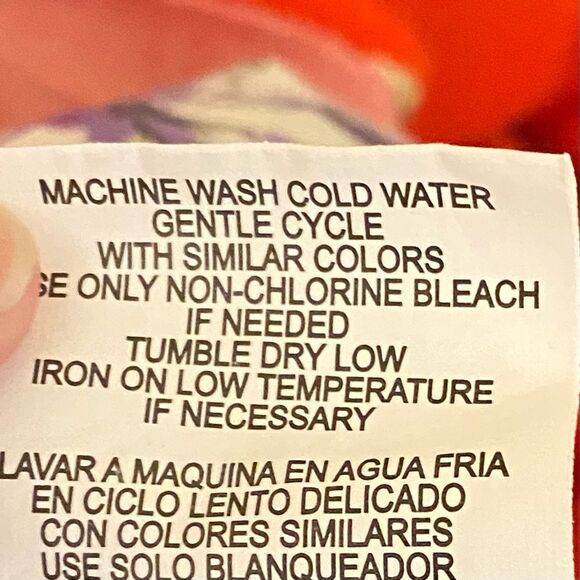 MACHINE WASH COLD WATER
GENTLE CYCLE
WITH SIMILAR COLORS
SE ONLY NON-CHLORINE BLEACH
IF NEEDED
TUMBLE DRY LOW
IRON ON LOW TEMPERATURE
IF NECESSARY
LAVAR A MAQUINA EN AGUA FRIA
EN CICLO LENTO DELICADO
CON COLORES SIMILARES
USE SOLO BLANQUEADOR